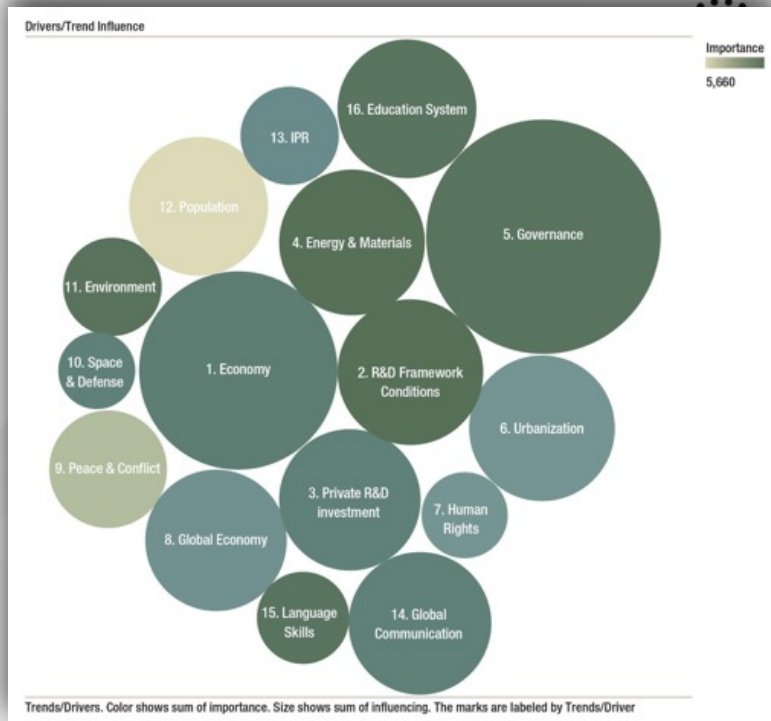 Drivers/Trend Influence
Importance
5,660
16. Education System
13. IPR
12. Population
4. Energy & Materials
5. Governance
11. Environment
10. Space
& Defense
1. Economy
2. R&D Framework
Conditions
6. Urbanization
9. Peace & Conflict
3. Private R&D
investment
7. Human
Rights
8. Global Economy
15. Language
Skills
14. Global
Communication
Trends/Drivers. Color shows sum of importance. Size shows sum of influencing. The marks are labeled by Trends/Driver